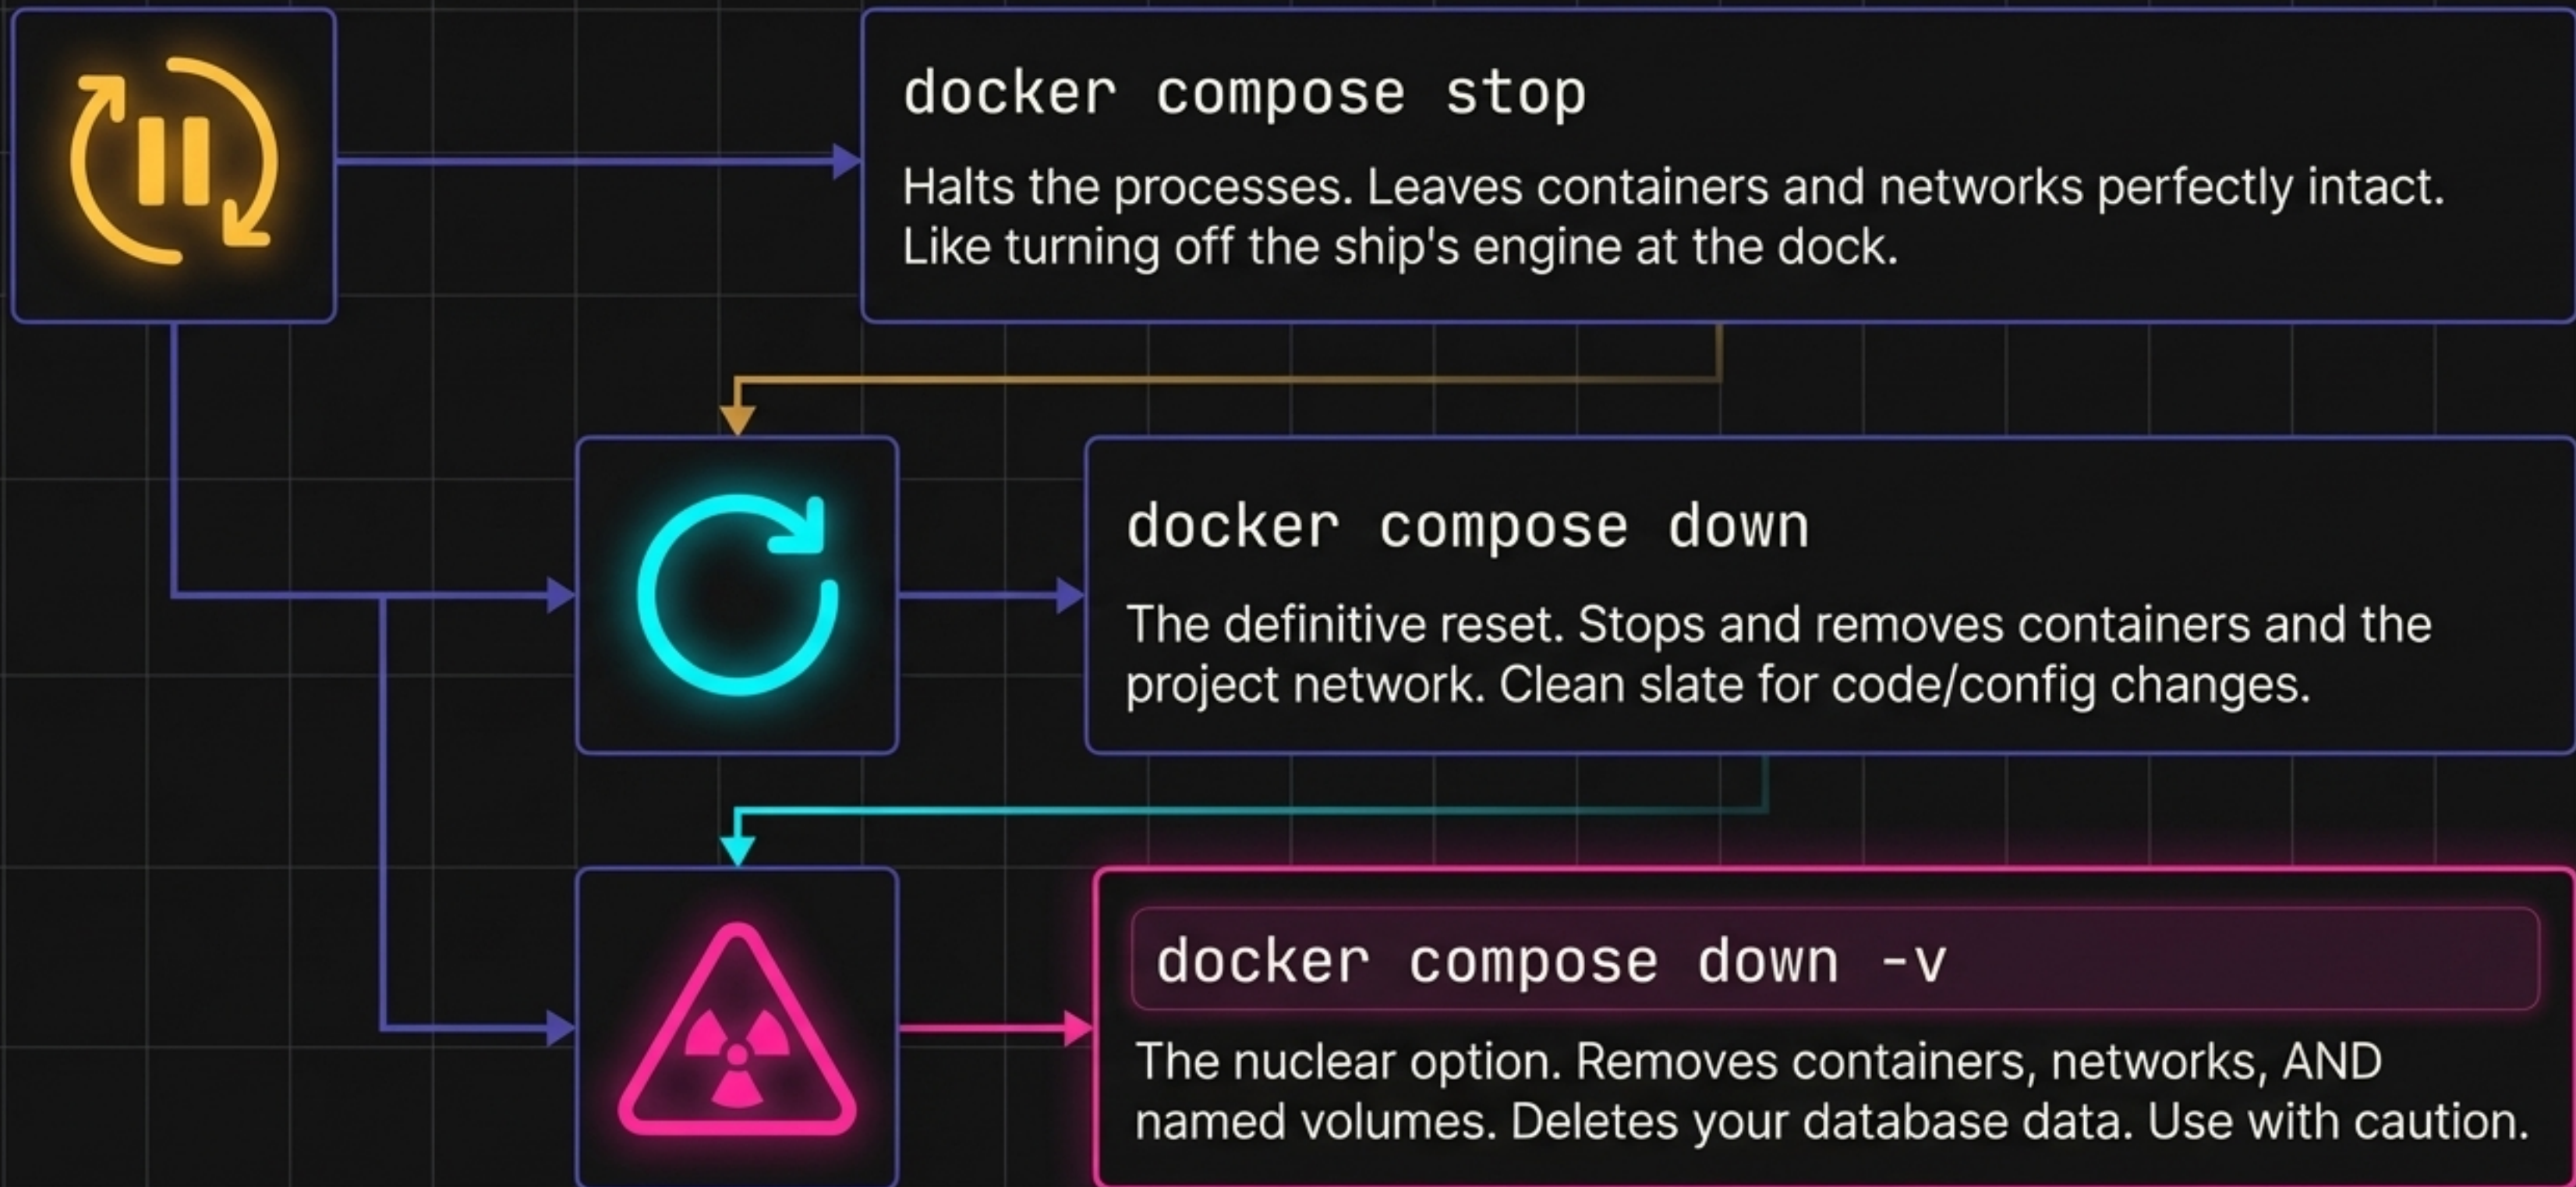 docker compose stop
Halts the processes. Leaves containers and networks perfectly intact.
Like turning off the ship's engine at the dock.
docker compose down
The definitive reset. Stops and removes containers and the
project network. Clean slate for code/config changes.
docker compose down -v
The nuclear option. Removes containers, networks, AND
named volumes. Deletes your database data. Use with caution.